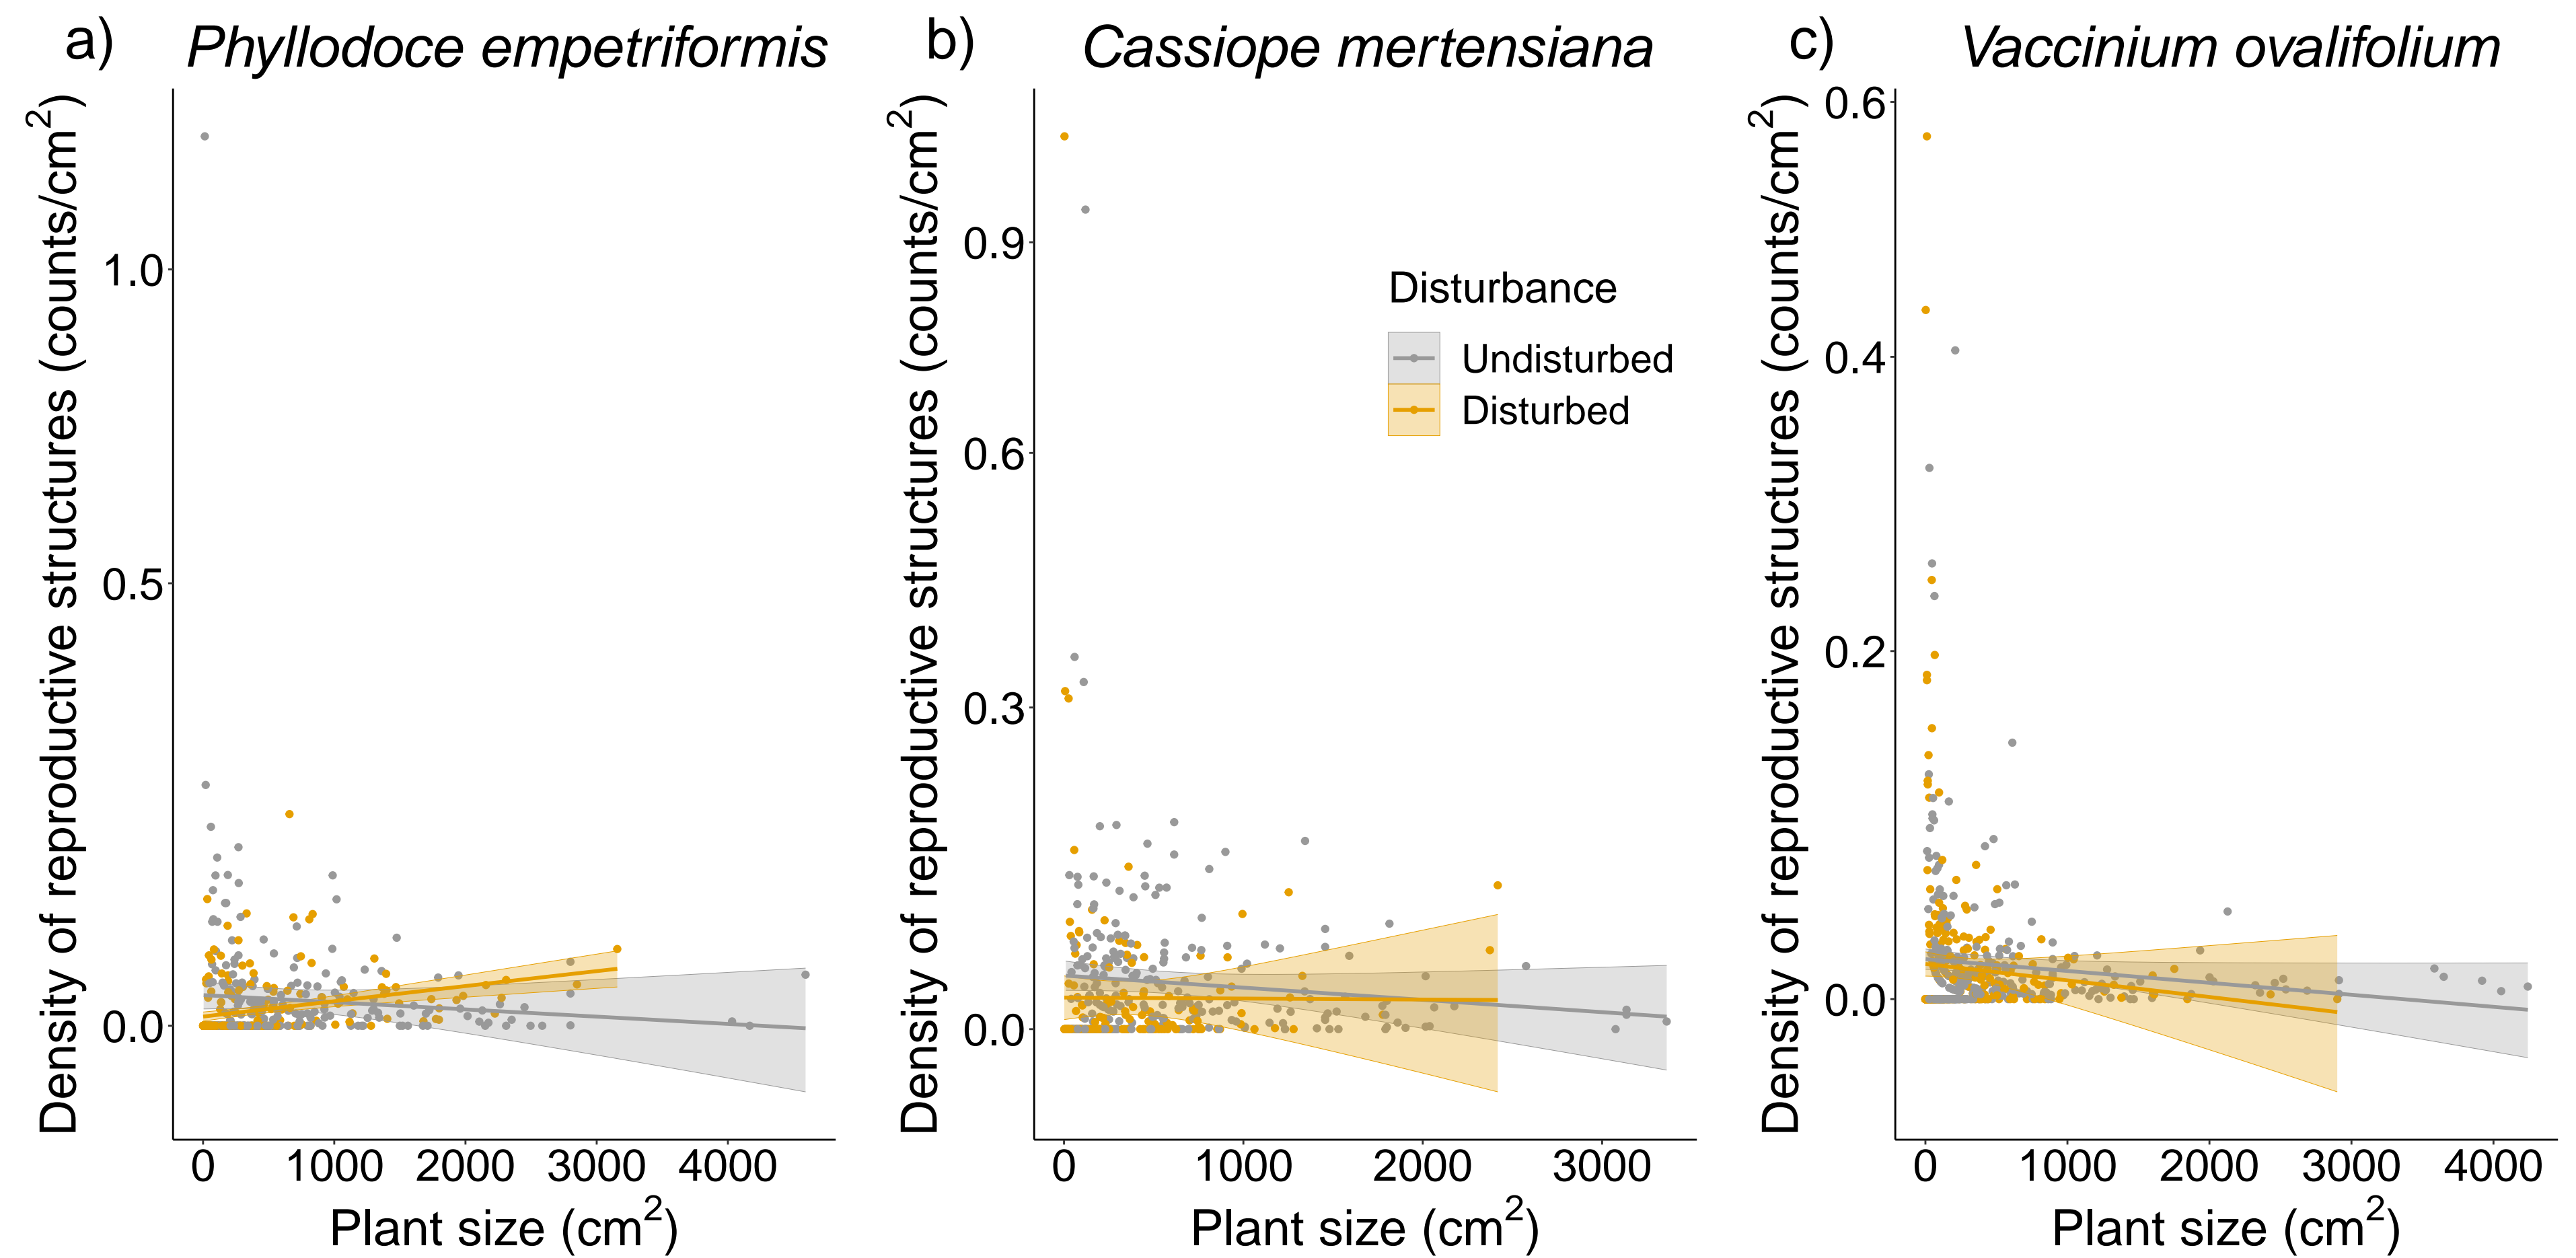 a) Phyllodoce empetriformis
Density of reproductive structures (counts/cm²)
1.0
0.5
0.0
0 1000 2000 3000 4000
Plant size (cm²)
b) Cassiope mertensiana
Density of reproductive structures (counts/cm²)
0.9
0.6
0.3
0.0
Disturbance
Undisturbed
Disturbed
0 1000 2000 3000
Plant size (cm²)
c) Vaccinium ovalifolium
Density of reproductive structures (counts/cm²)
0.6
0.4
0.2
0.0
0 1000 2000 3000 4000
Plant size (cm²)